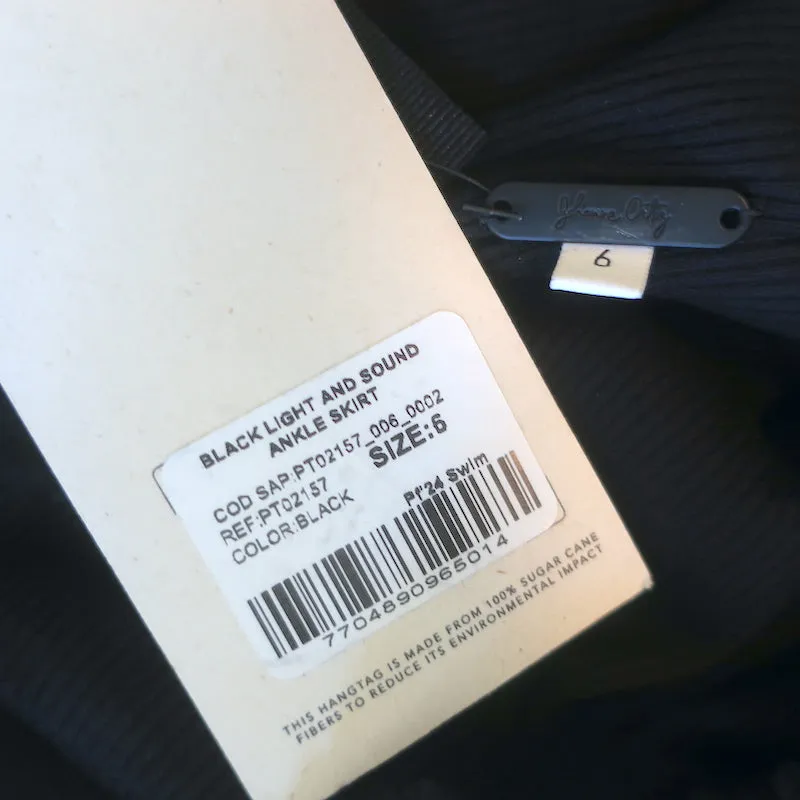 6
BLACK LIGHT AND SOUND
ANKLE SKIRT
COD SAP:PT02157_006_0002
REF:PT02157
SIZE:6
COLOR:BLACK
Pf'24 Swim
7704890965014
THIS HANGTAG IS MADE FROM 100% SUGAR CANE
FIBERS TO REDUCE ITS ENVIRONMENTAL IMPACT